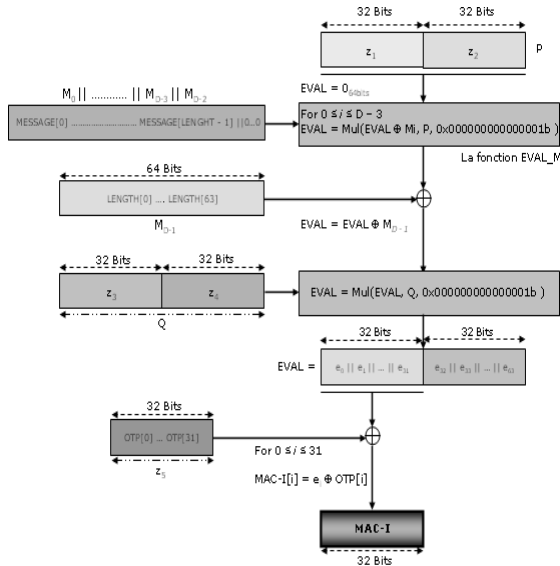 32 Bits 32 Bits
z1 z2 P
M0 || ............ || MD-3 || MD-2
EVAL = 064bits
MESSAGE[0] ............................ MESSAGE[LENGHT - 1] ||0...0
For 0 ≤ i ≤ D – 3
EVAL = Mul(EVAL ⊕ Mi, P, 0x000000000000001b )
La fonction EVAL_M
64 Bits
LENGTH[0] .... LENGTH[63]
MD-1
EVAL = EVAL ⊕ MD-1
32 Bits 32 Bits
z3 z4
Q
EVAL = Mul(EVAL, Q, 0x000000000000001b )
32 Bits 32 Bits
EVAL = e0 || e1 || ... || e31 e32 || e33 || ... || e63
32 Bits
OTP[0] ... OTP[31]
z5
For 0 ≤ i ≤ 31
MAC-I[i] = ei ⊕ OTP[i]
MAC-I
32 Bits